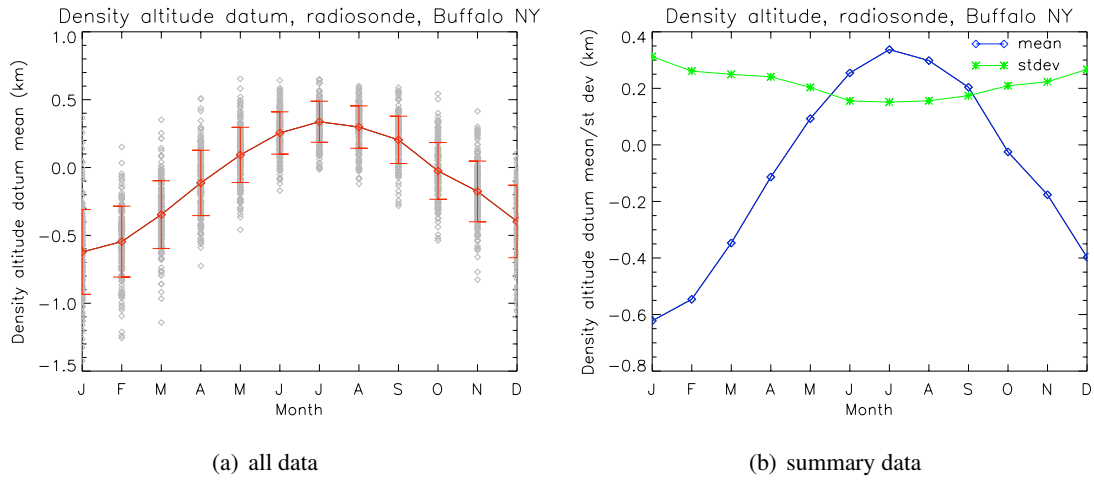 Density altitude datum, radiosonde, Buffalo NY
Density altitude datum mean (km)
1.0
0.5
0.0
−0.5
−1.0
−1.5
J F M A M J J A S O N D
Month
(a) all data
Density altitude, radiosonde, Buffalo NY
Density altitude datum mean/st dev (km)
0.4
0.2
0.0
−0.2
−0.4
−0.6
−0.8
mean
stdev
J F M A M J J A S O N D
Month
(b) summary data